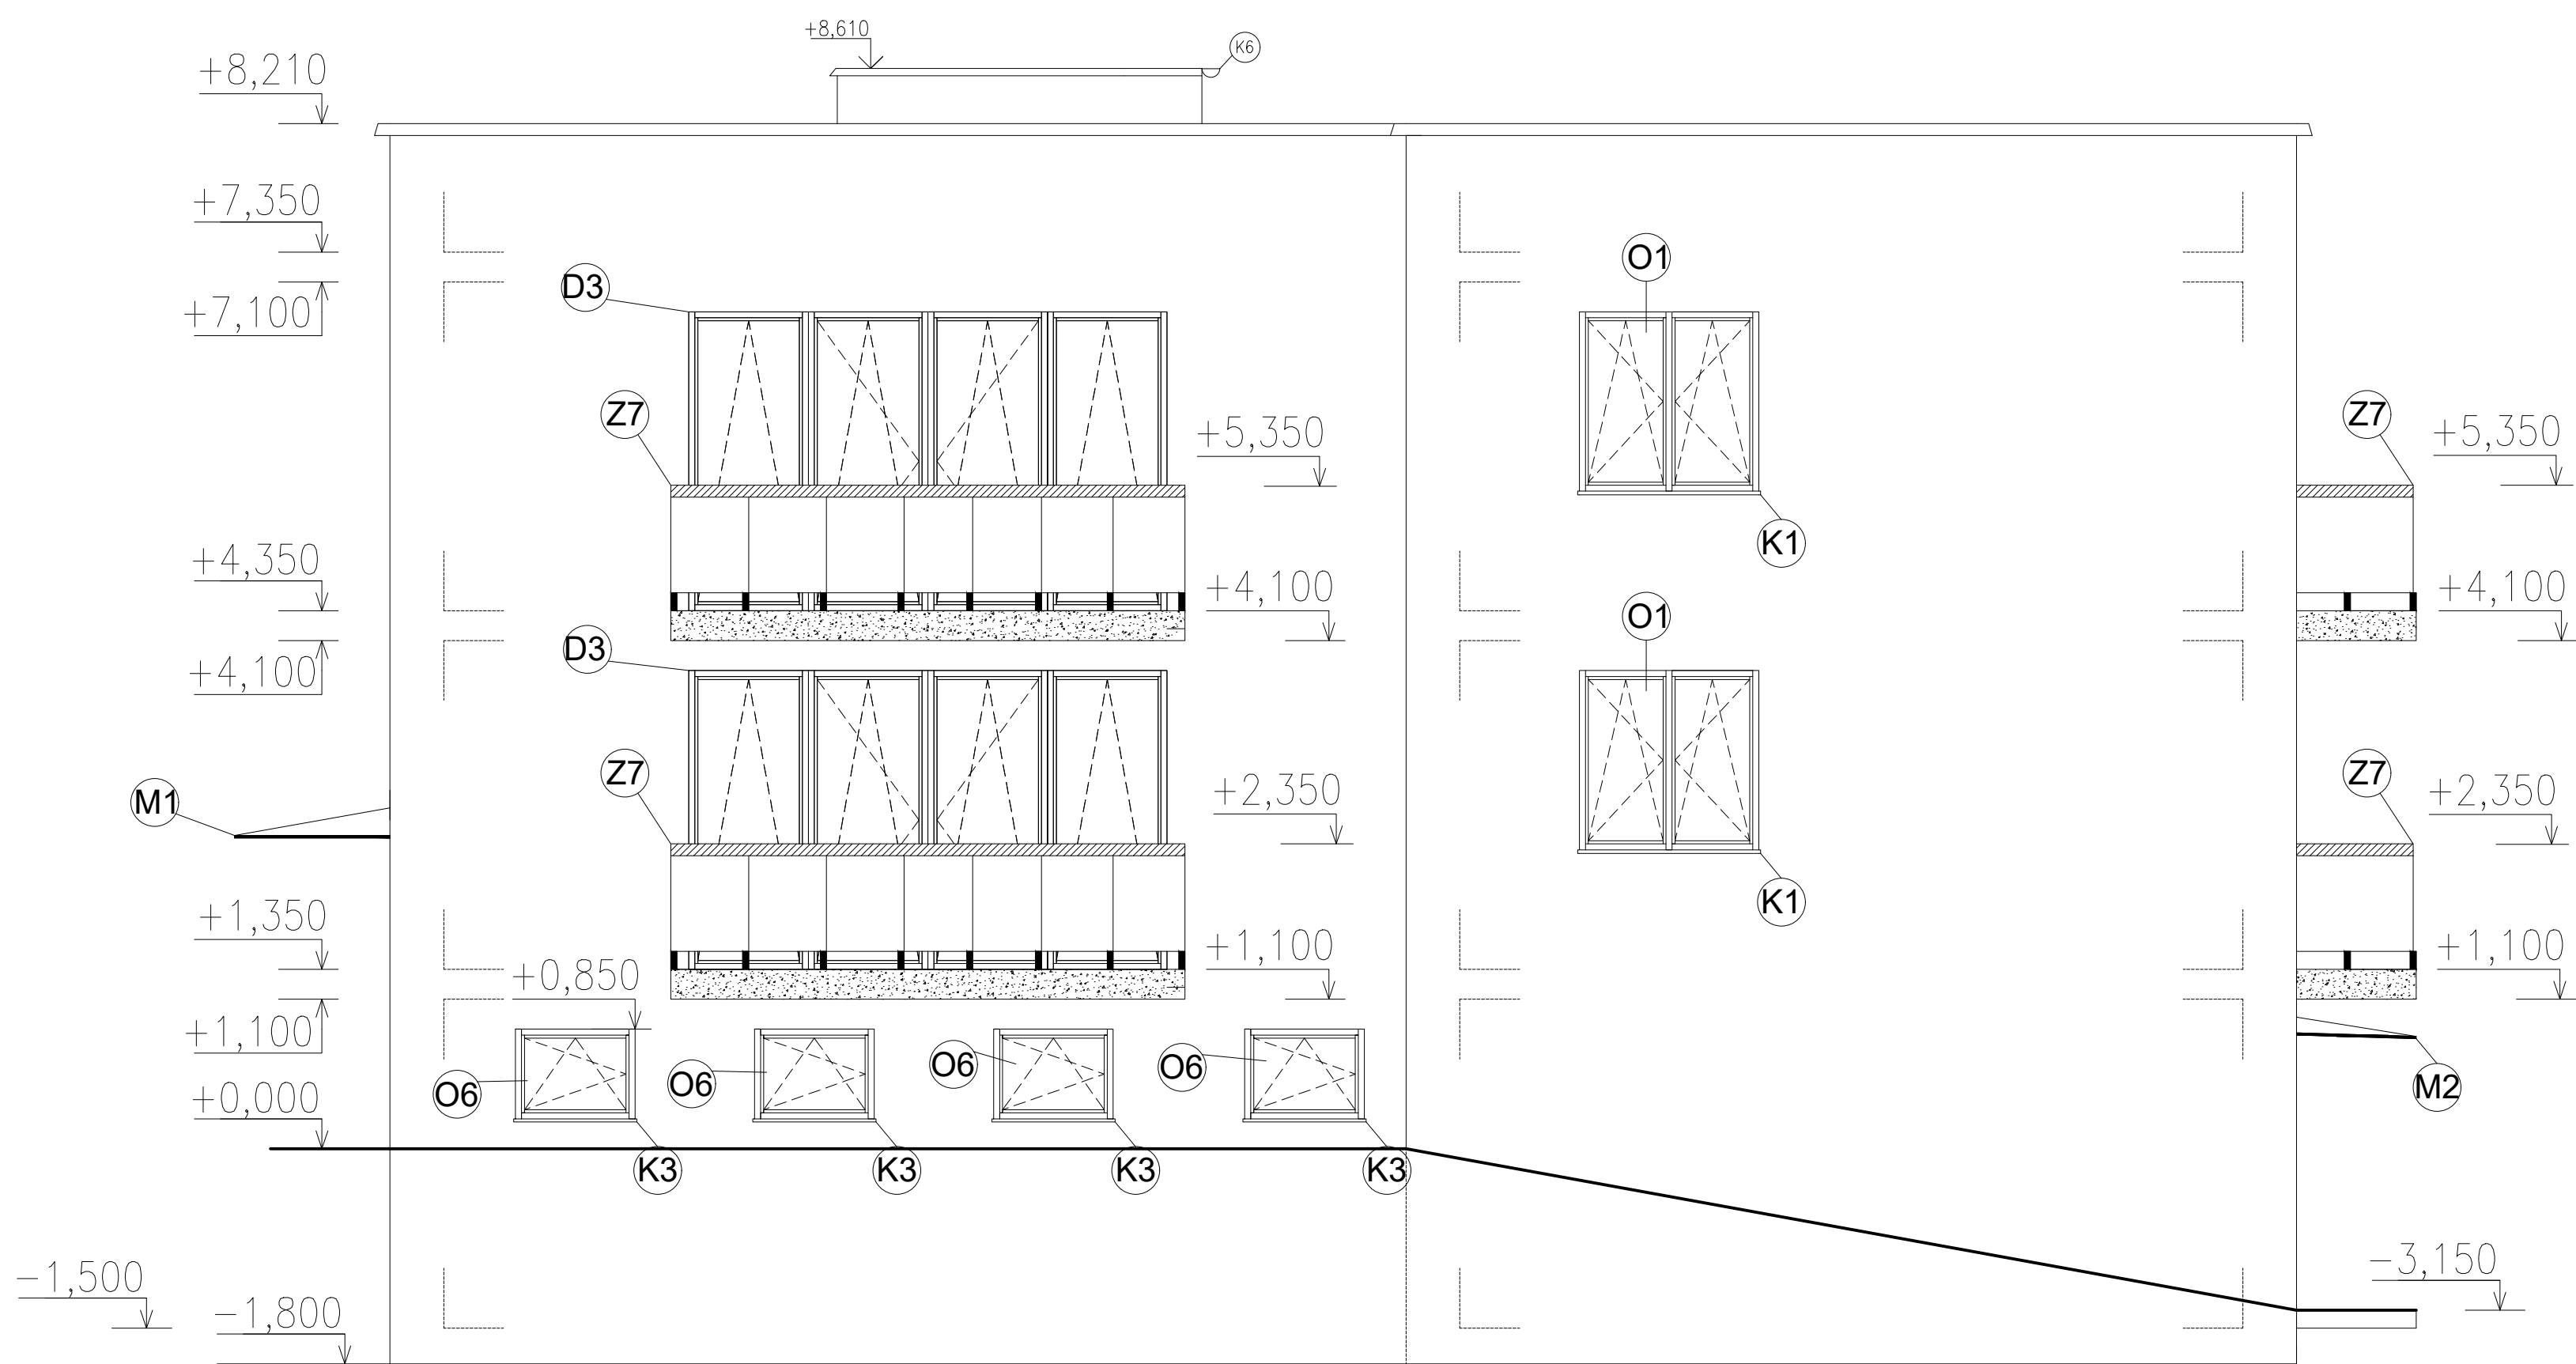 +8,610
K6
+8,210
+7,350
O1
D3
+7,100
Z7
Z7
+5,350
+5,350
K1
+4,350
+4,100
+4,100
O1
D3
+4,100
Z7
Z7
+2,350
+2,350
M1
K1
+1,350
+1,100
+1,100
+0,850
+1,100
O6
O6
O6
O6
M2
+0,000
K3
K3
K3
K3
-3,150
-1,500
-1,800